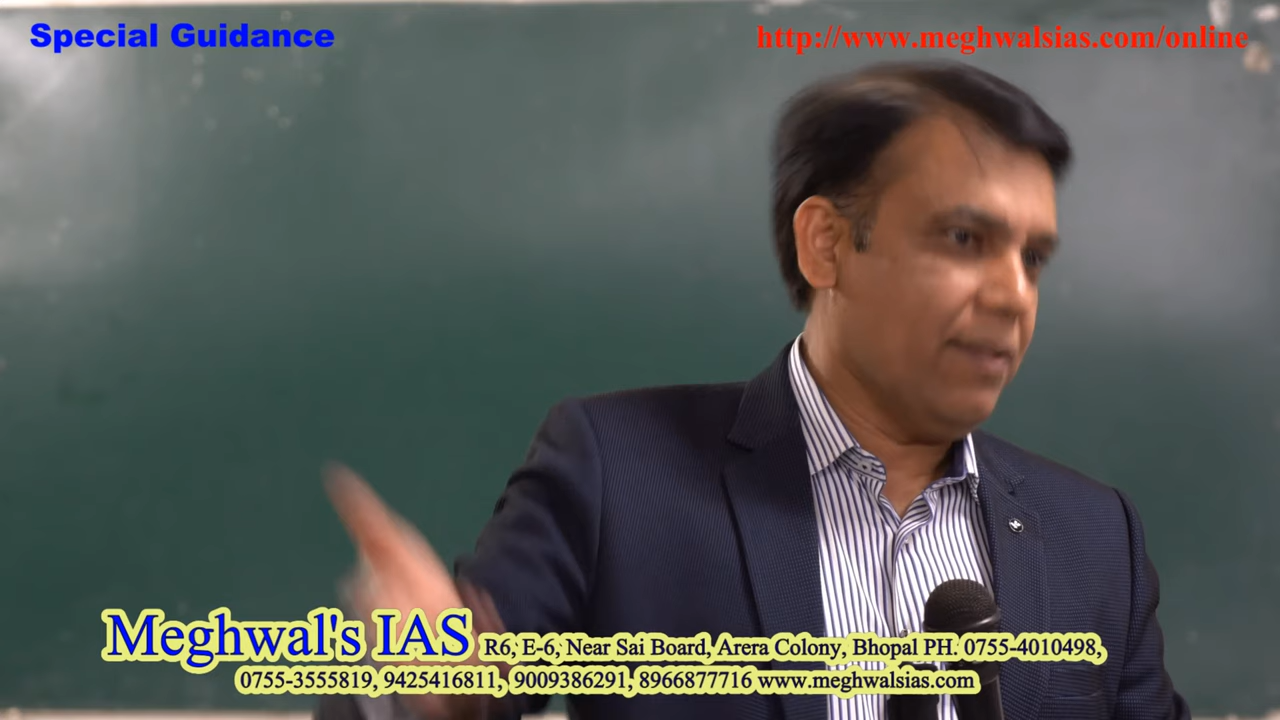 Special Guidance
http://www.meghwalsias.com/online
Meghwal's IAS R6, E-6, Near Sai Board, Arera Colony, Bhopal PH. 0755-4010498,
0755-3555819, 9425416811, 9009386291, 8966877716 www.meghwalsias.com